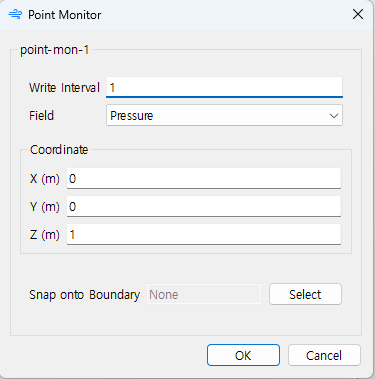 Point Monitor
point-mon-1
Write Interval 1
Field Pressure
Coordinate
X (m) 0
Y (m) 0
Z (m) 1
Snap onto Boundary None Select
OK Cancel